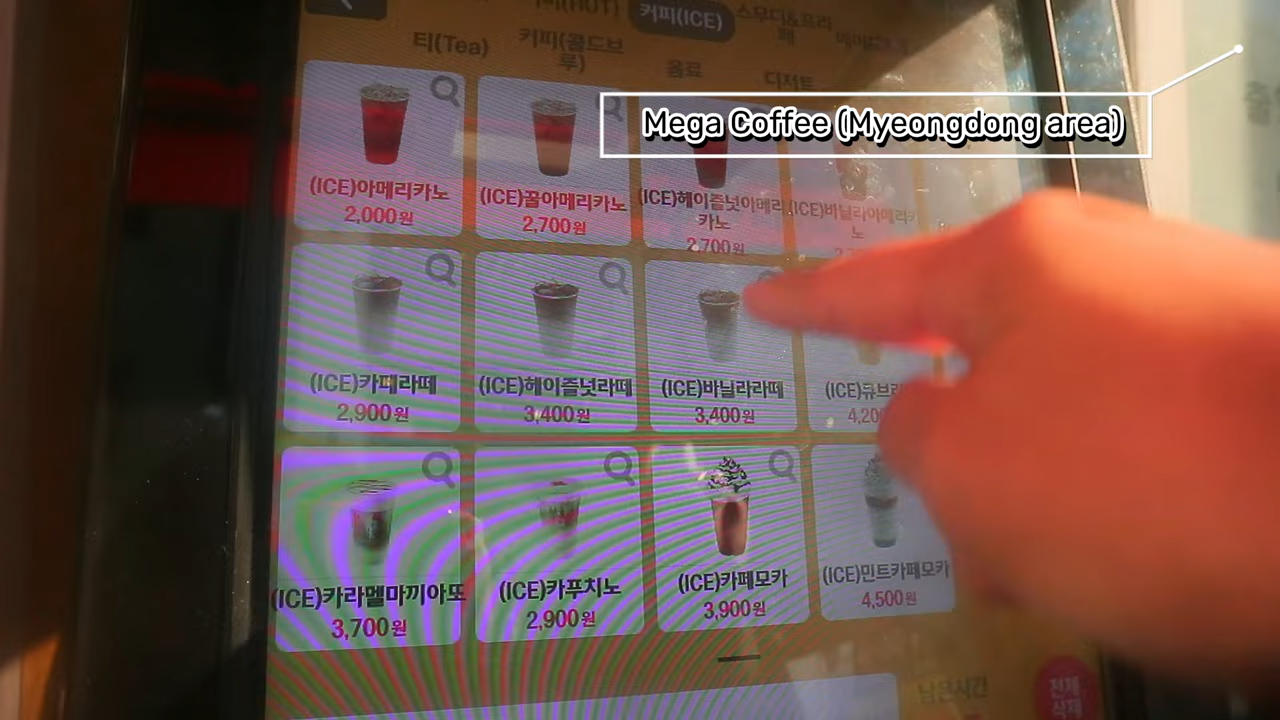 커피(ICE)
스무디&프라
페
티(Tea)
커피(콜드브
루)
음료
디저트
Mega Coffee (Myeongdong area)
(ICE)아메리카노
2,000원
(ICE)꿀아메리카노
2,700원
(ICE)헤이즐넛아메리
카노
2,700원
(ICE)바닐라아메리카
노
(ICE)카페라떼
2,900원
(ICE)헤이즐넛라떼
3,400원
(ICE)바닐라라떼
3,400원
(ICE)큐브라
4,200
(ICE)카라멜마끼아또
3,700원
(ICE)카푸치노
2,900원
(ICE)카페모카
3,900원
(ICE)민트카페모카
4,500원
남은시간
전체
삭제